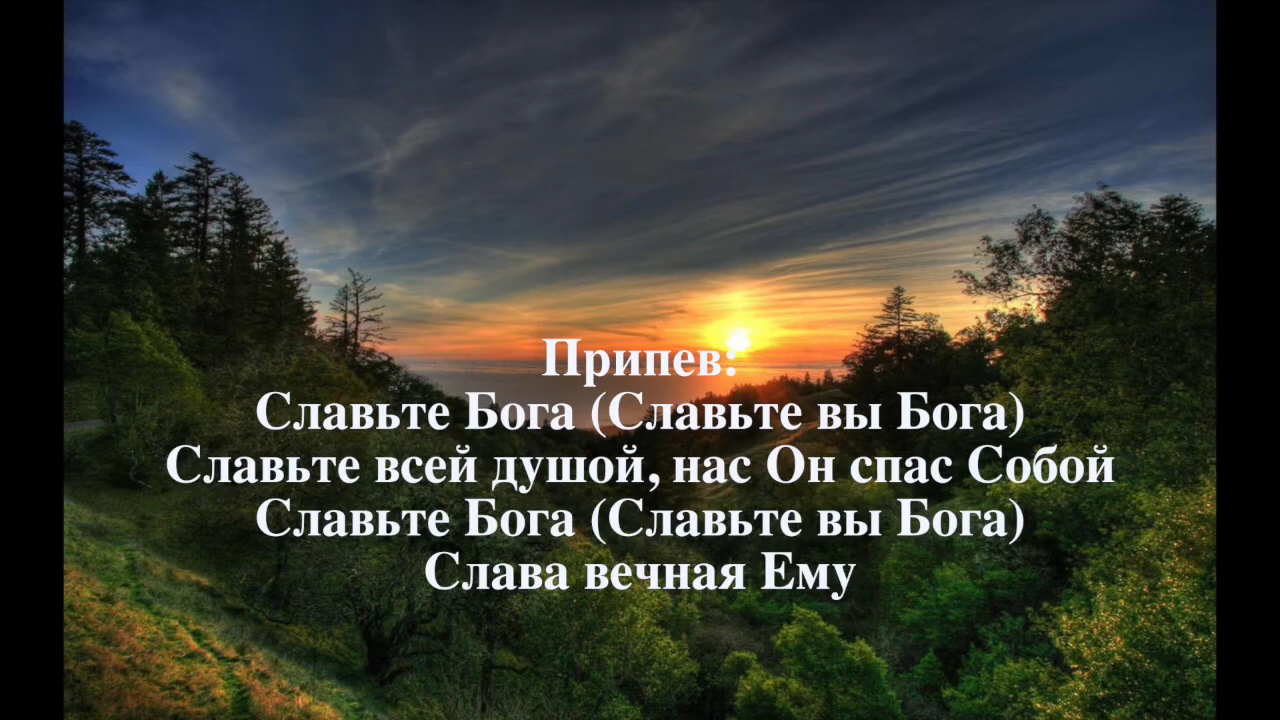 Припев:
Славьте Бога (Славьте вы Бога)
Славьте всей душой, нас Он спас Собой
Славьте Бога (Славьте вы Бога)
Слава вечная Ему